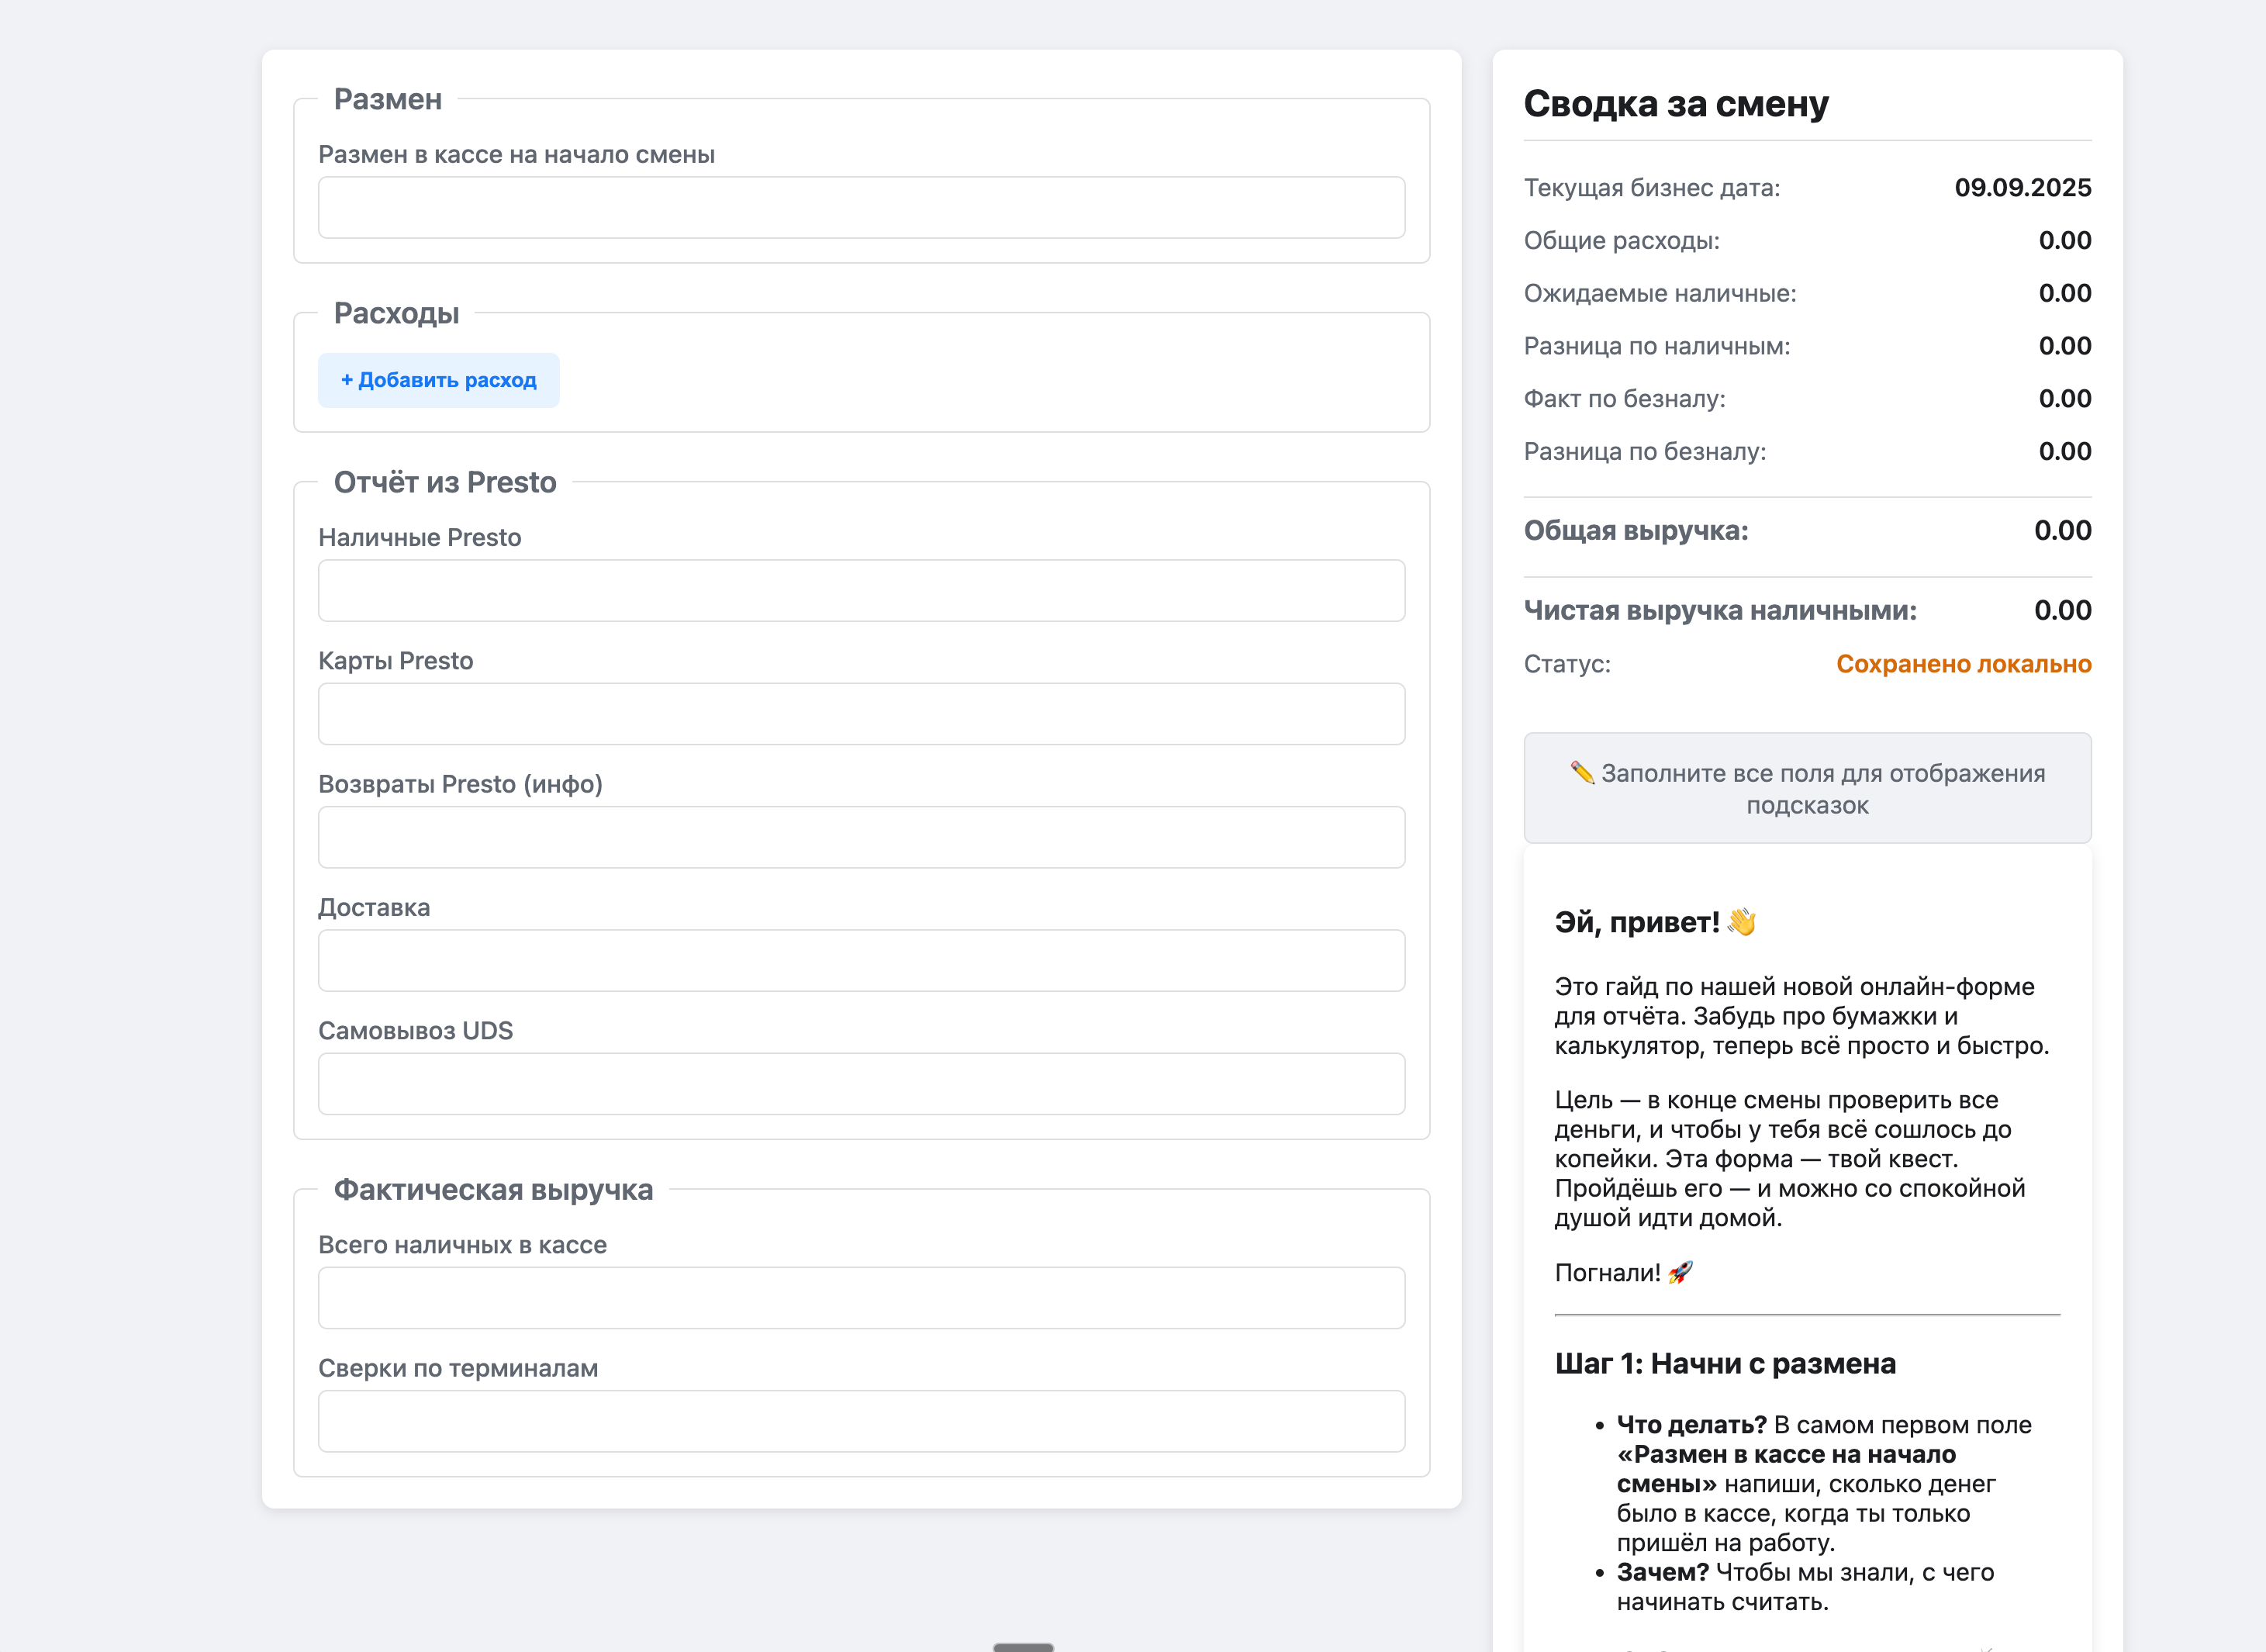 Размен
Размен в кассе на начало смены
Расходы
+ Добавить расход
Отчёт из Presto
Наличные Presto
Карты Presto
Возвраты Presto (инфо)
Доставка
Самовывоз UDS
Фактическая выручка
Всего наличных в кассе
Сверки по терминалам
Сводка за смену
Текущая бизнес дата: 09.09.2025
Общие расходы: 0.00
Ожидаемые наличные: 0.00
Разница по наличным: 0.00
Факт по безналу: 0.00
Разница по безналу: 0.00
Общая выручка: 0.00
Чистая выручка наличными: 0.00
Статус: Сохранено локально
✏️ Заполните все поля для отображения
подсказок
Эй, привет! 👋
Это гайд по нашей новой онлайн-форме
для отчёта. Забудь про бумажки и
калькулятор, теперь всё просто и быстро.
Цель — в конце смены проверить все
деньги, и чтобы у тебя всё сошлось до
копейки. Эта форма — твой квест.
Пройдёшь его — и можно со спокойной
душой идти домой.
Погнали! 🚀
Шаг 1: Начни с размена
• Что делать? В самом первом поле
«Размен в кассе на начало
смены» напиши, сколько денег
было в кассе, когда ты только
пришёл на работу.
• Зачем? Чтобы мы знали, с чего
начинать считать.